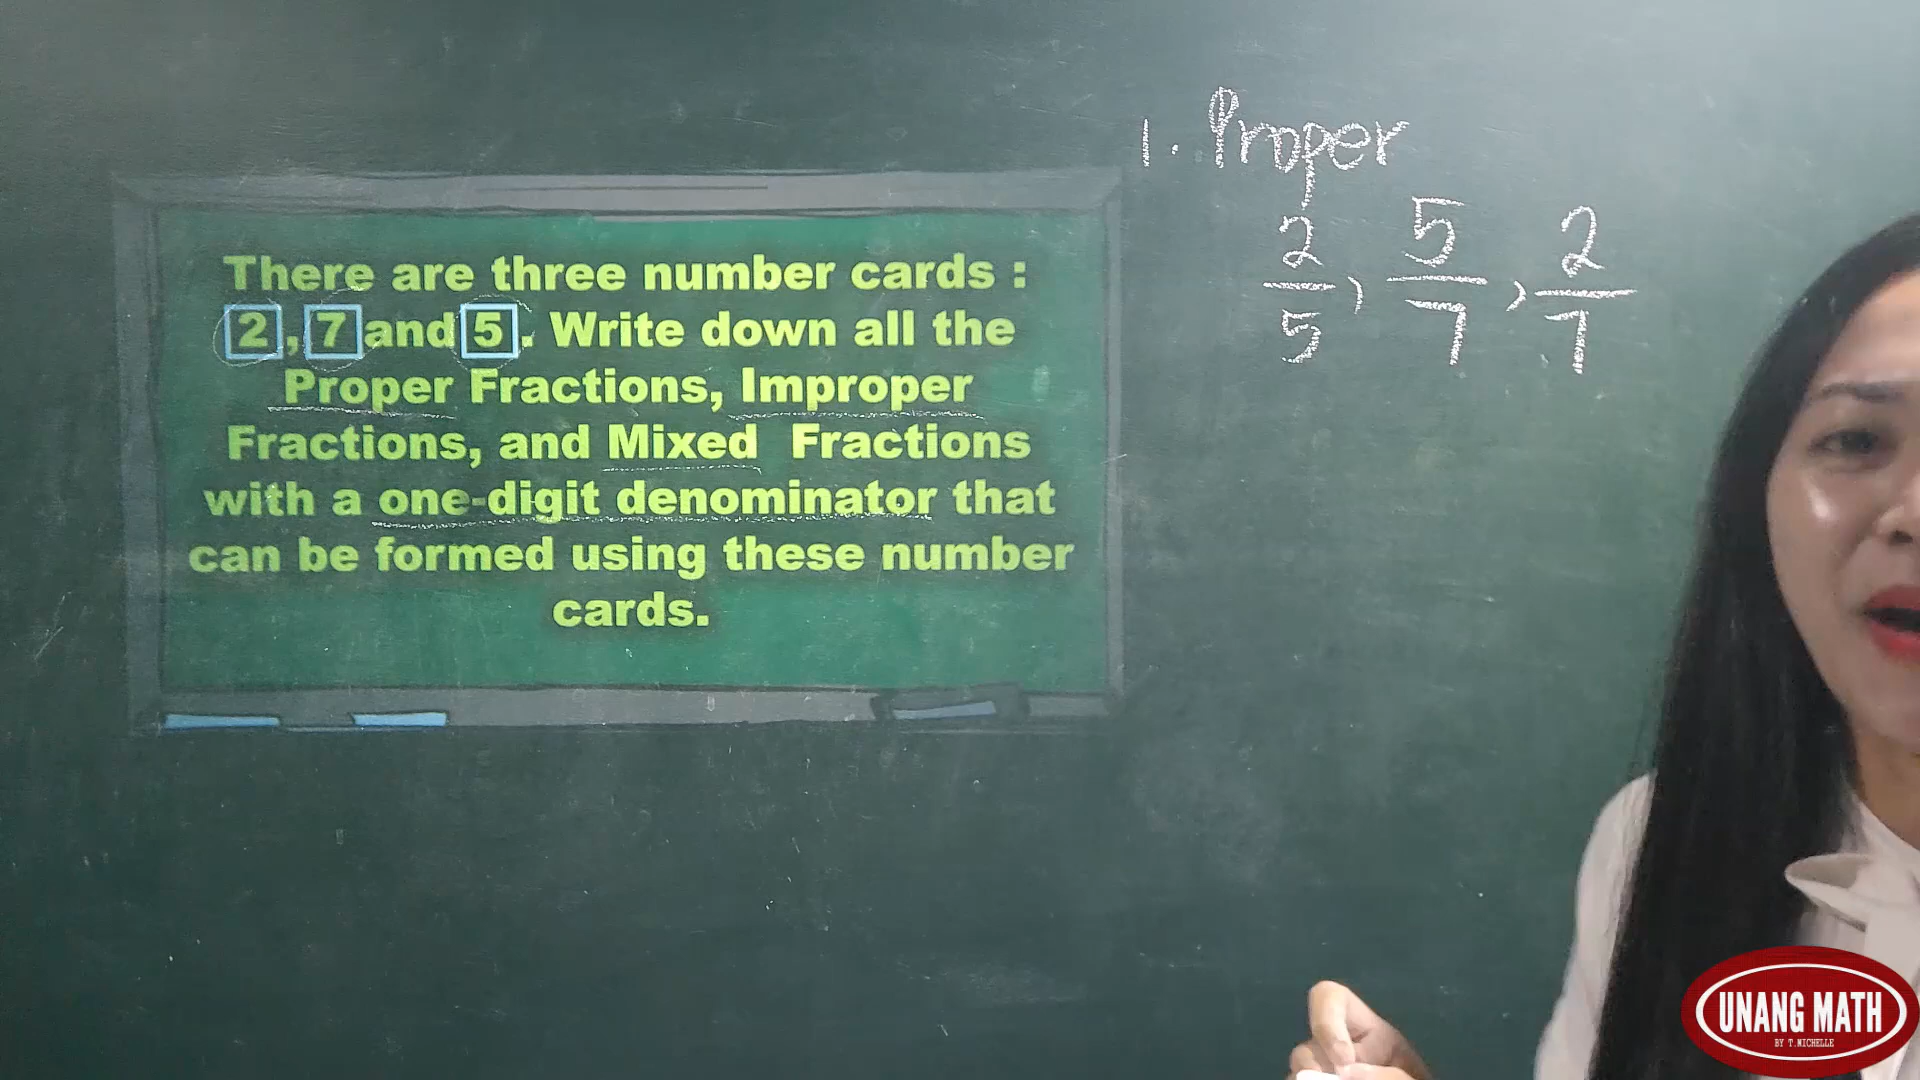 There are three number cards :
2, 7 and 5. Write down all the
Proper Fractions, Improper
Fractions, and Mixed Fractions
with a one-digit denominator that
can be formed using these number
cards.
1. Proper
2/5, 5/7, 2/7
UNANG MATH
BY T.MICHELLE